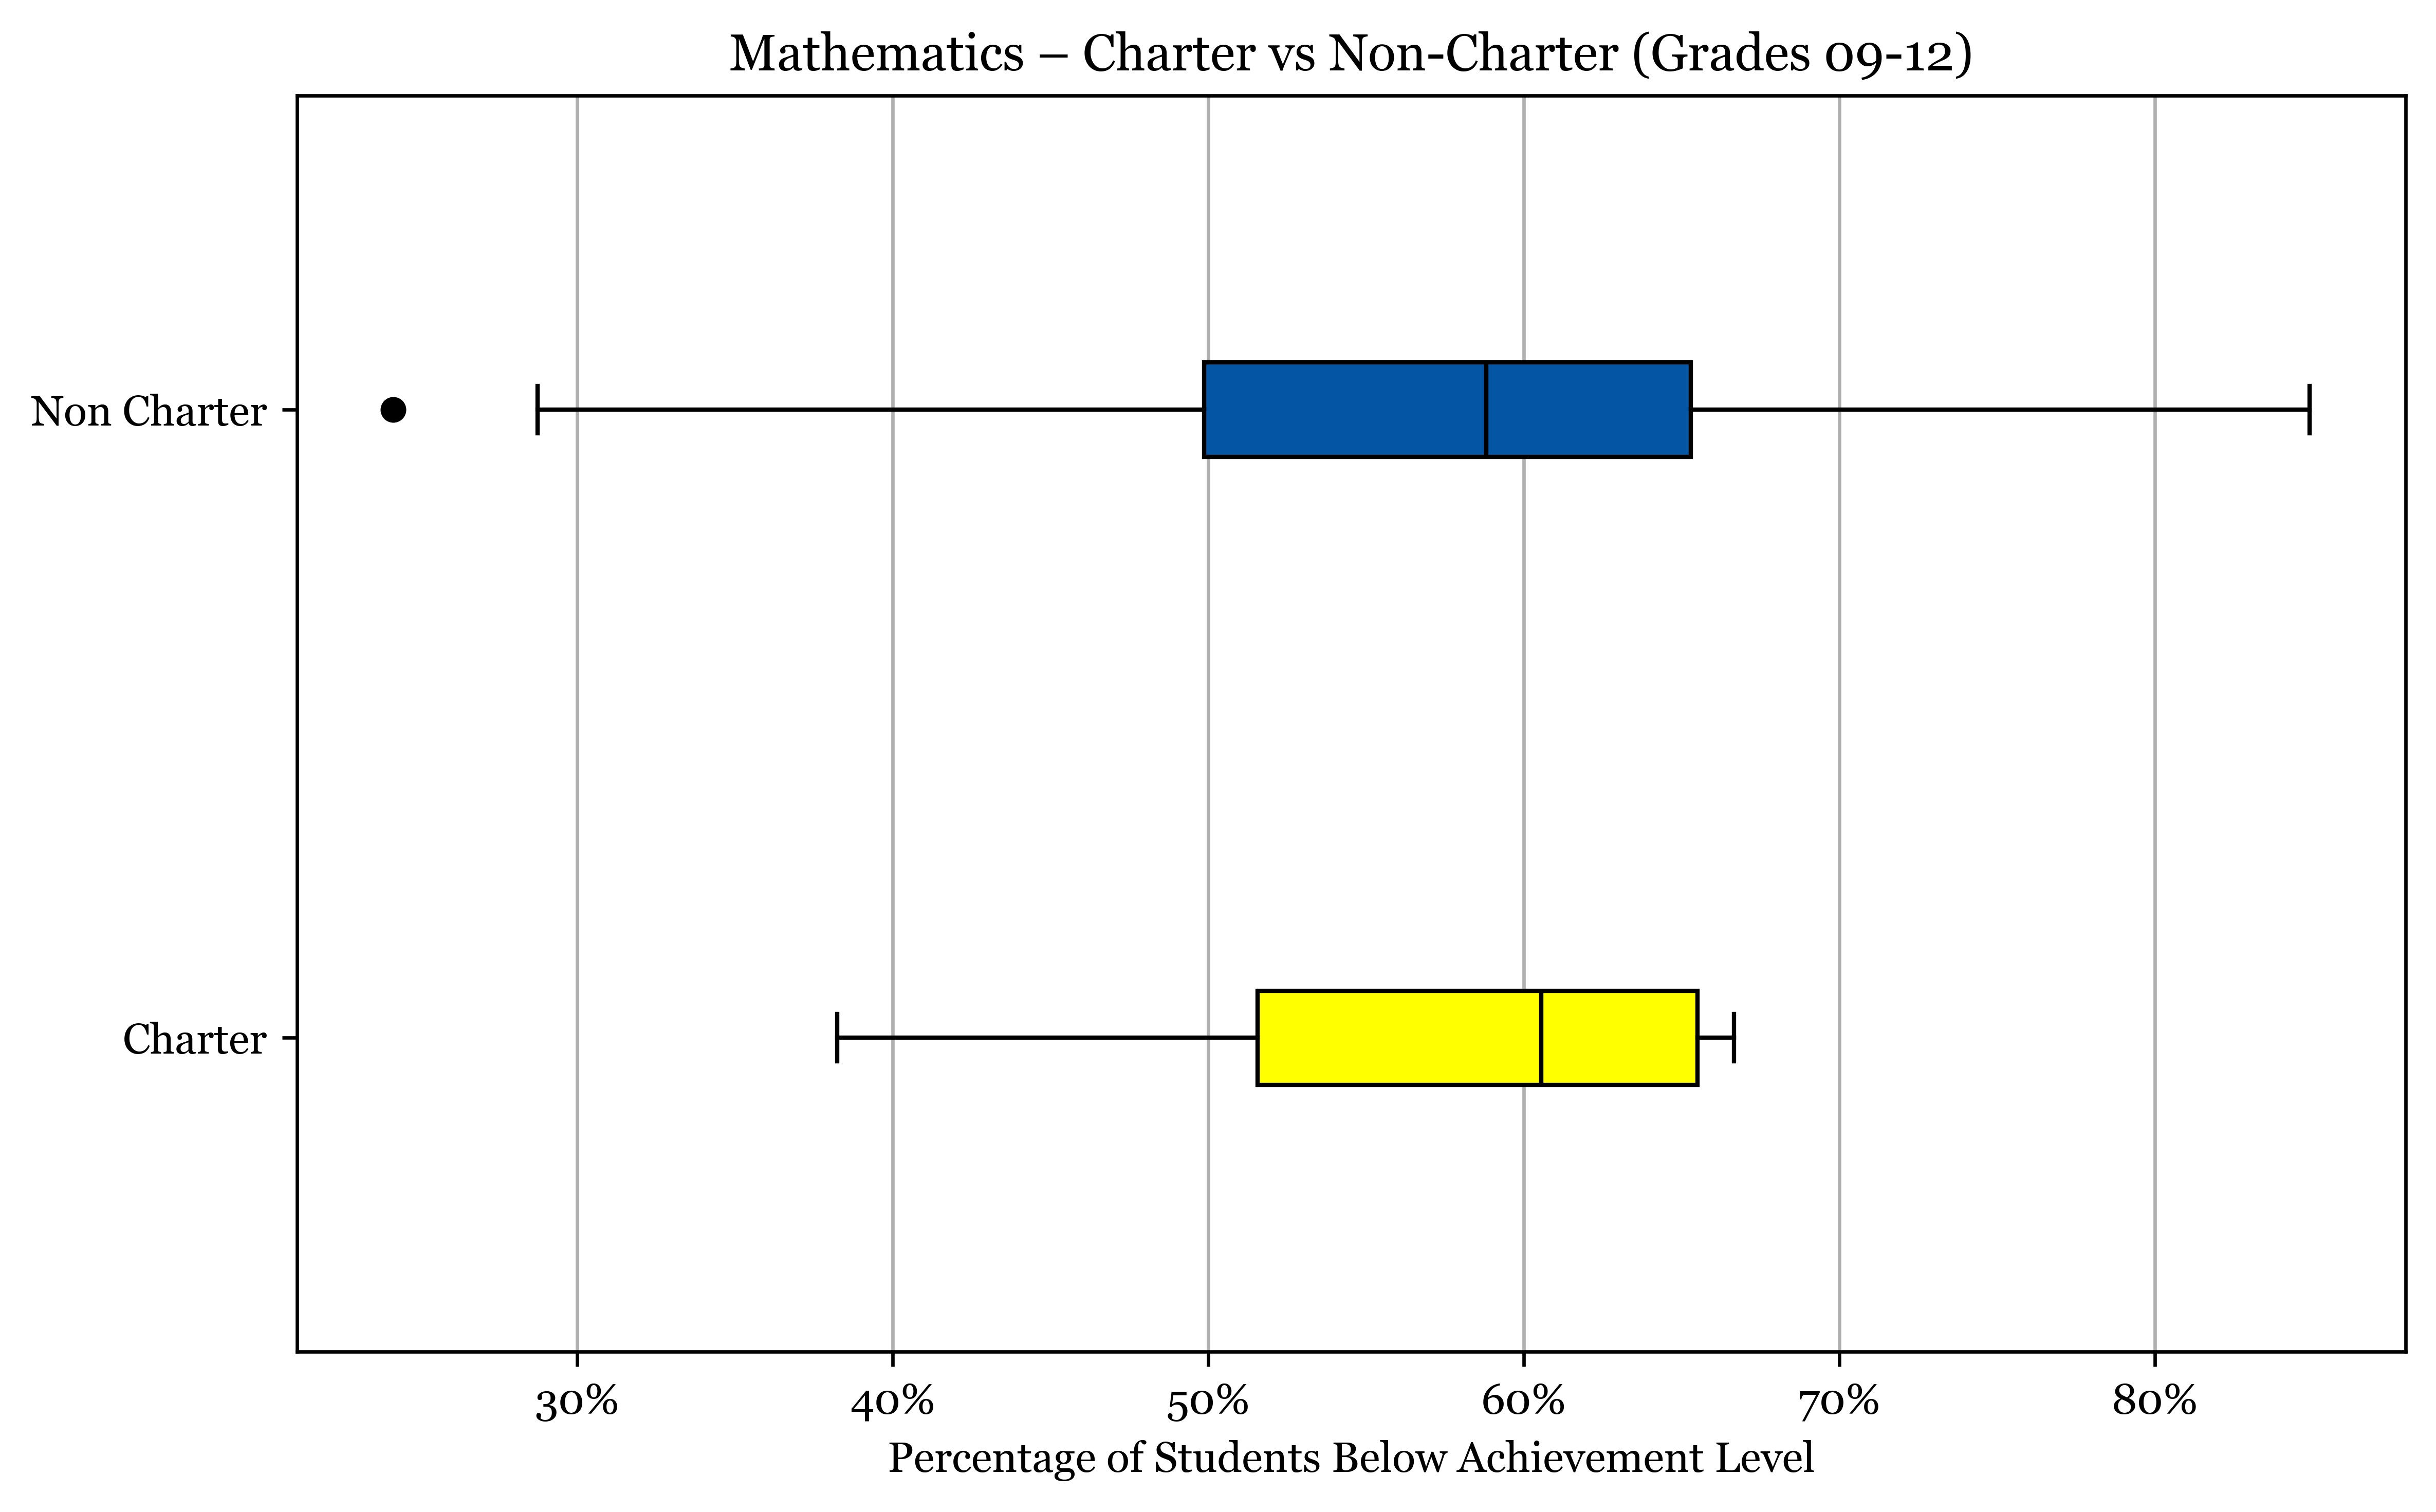 Mathematics – Charter vs Non-Charter (Grades 09-12)
Non Charter
Charter
30% 40% 50% 60% 70% 80%
Percentage of Students Below Achievement Level